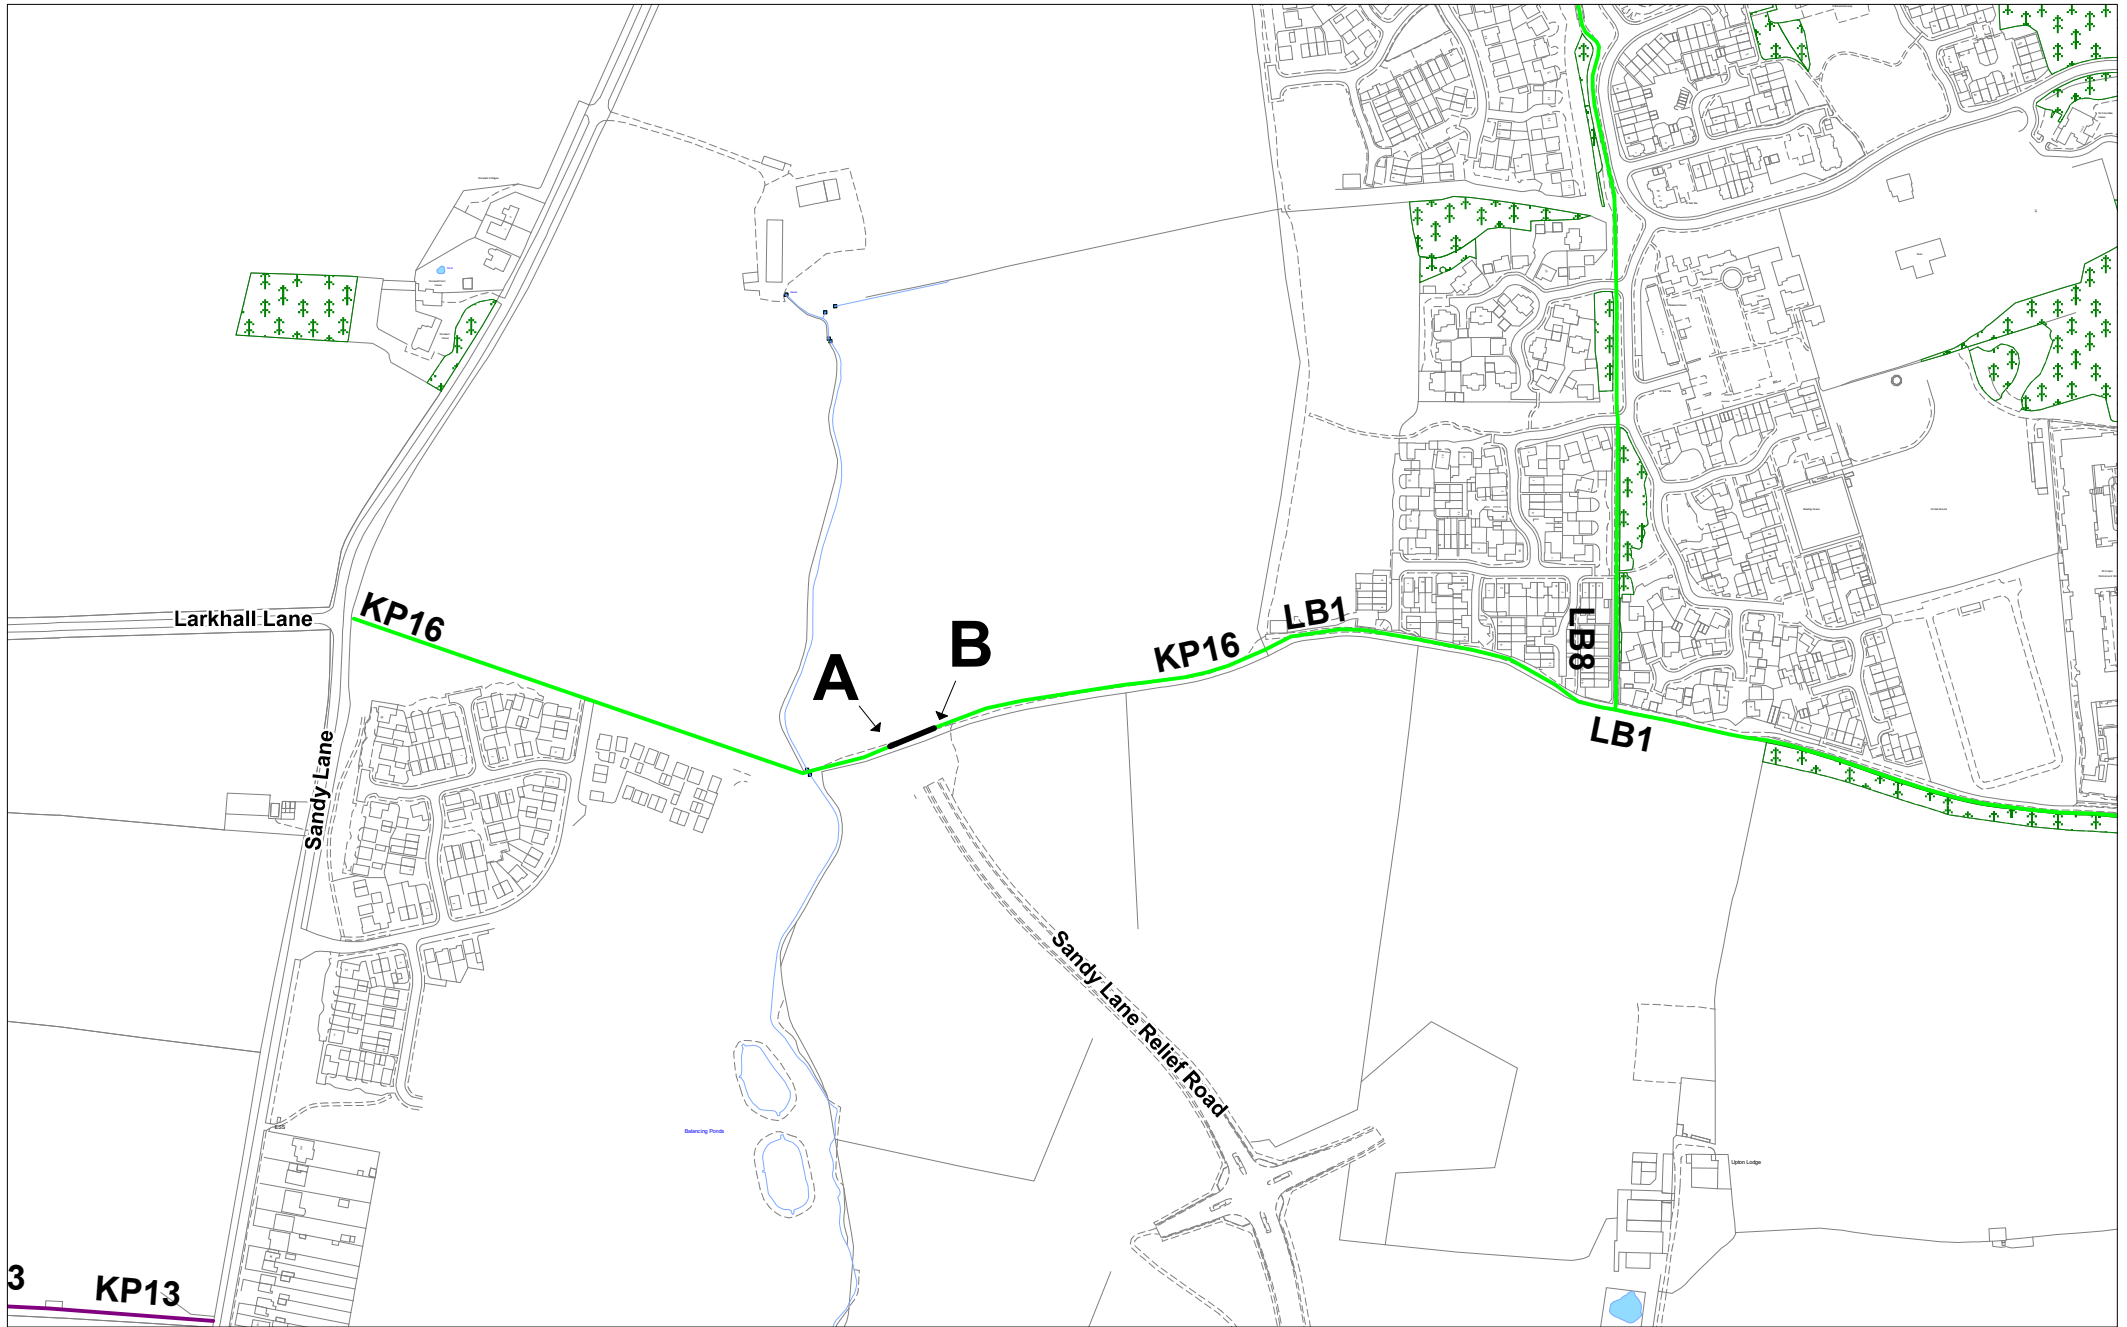 Larkhall Lane
KP16
A
B
KP16
LB1
LB8
LB1
Sandy Lane
Sandy Lane Relief Road
Balancing Ponds
ESS
Upton Lodge
3
KP13